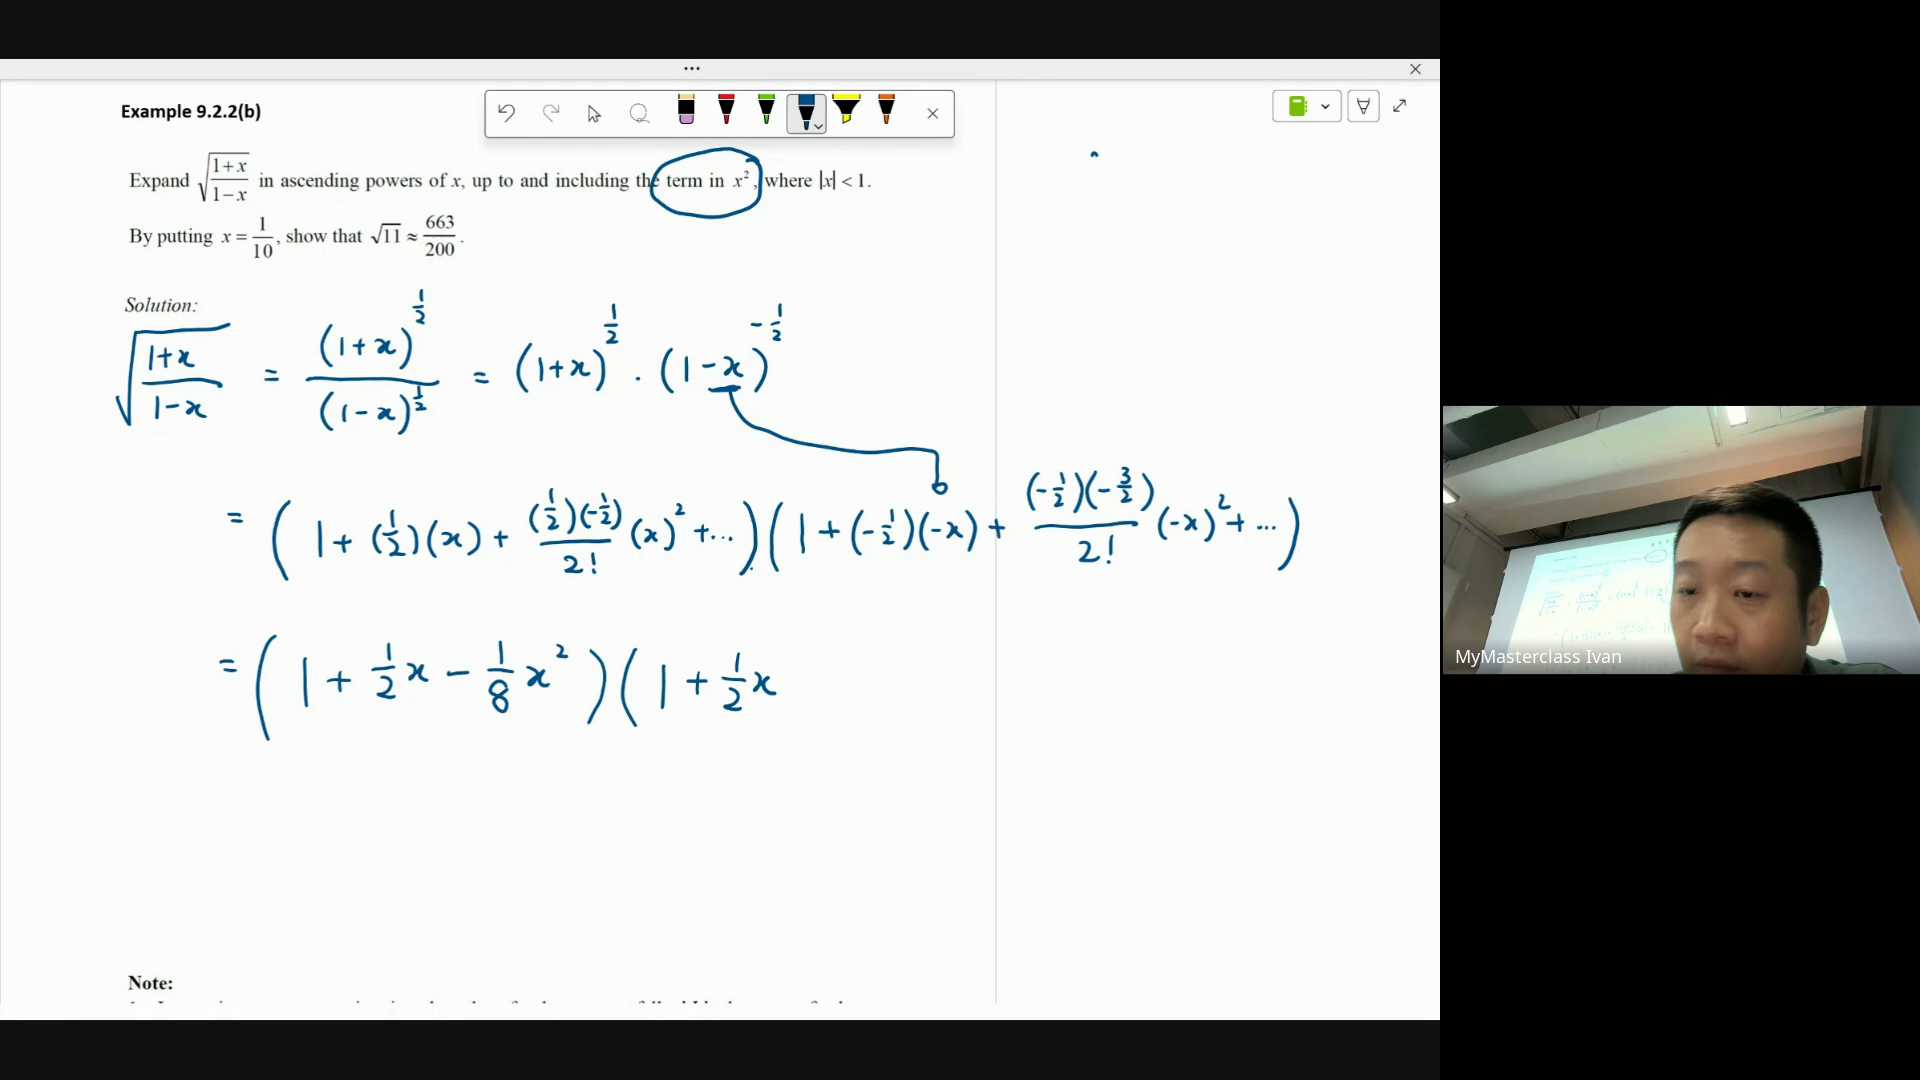 Example 9.2.2(b)
Expand √((1+x)/(1−x)) in ascending powers of x, up to and including the term in x², where |x| < 1.
By putting x = 1/10, show that √11 ≈ 663/200.
Solution:
√((1+x)/(1−x)) = (1+x)^(1/2) / (1−x)^(1/2) = (1+x)^(1/2) · (1−x)^(−1/2)
= (1 + (1/2)(x) + (1/2)(−1/2)/2! (x)² + ...)(1 + (−1/2)(−x) + (−1/2)(−3/2)/2! (−x)² + ...)
= (1 + 1/2 x − 1/8 x²)(1 + 1/2 x
Note:
MyMasterclass Ivan